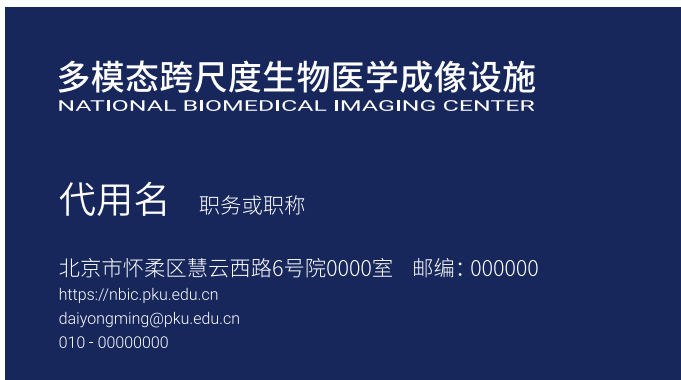 多模态跨尺度生物医学成像设施
NATIONAL BIOMEDICAL IMAGING CENTER
代用名 职务或职称
北京市怀柔区慧云西路6号院0000室 邮编：000000
https://nbic.pku.edu.cn
daiyongming@pku.edu.cn
010 - 00000000